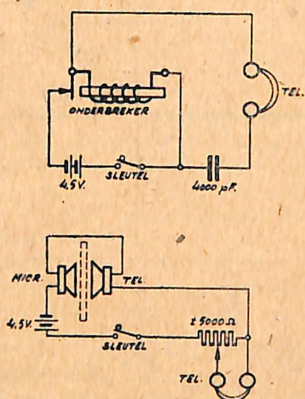 TEL.
ONDERBREKER
4,5V.
SLEUTEL
4000 pF.
MICR.
TEL.
4,5V.
± 5000 Ω
SLEUTEL
TEL.